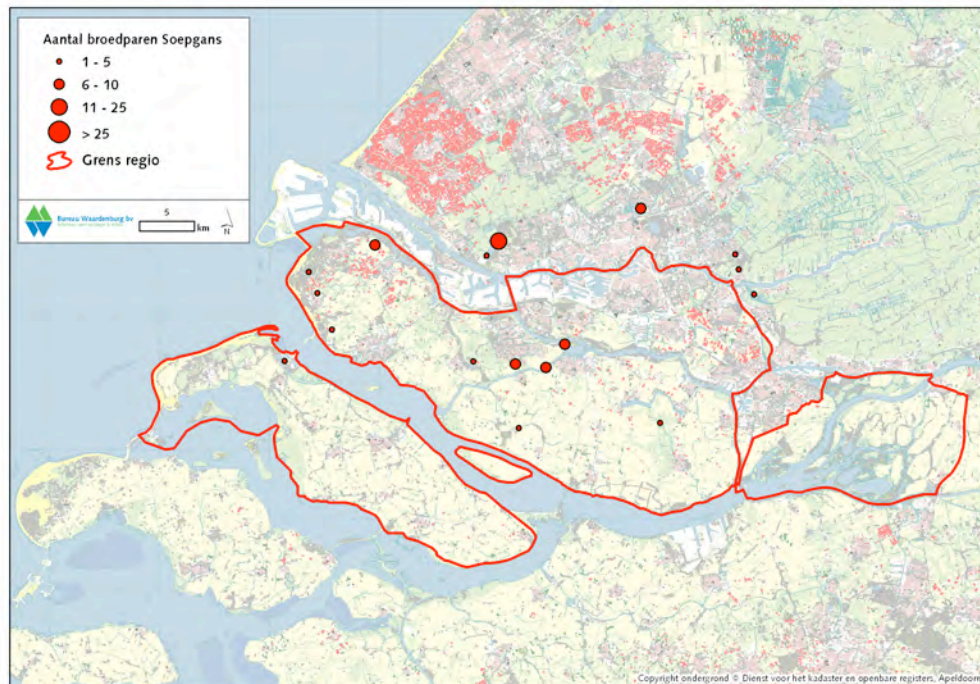 Aantal broedparen Soepgans
1 - 5
6 - 10
11 - 25
> 25
Grens regio
Bureau Waardenburg bv
5
km
N
Copyright ondergrond © Dienst voor het kadaster en openbare registers, Apeldoorn